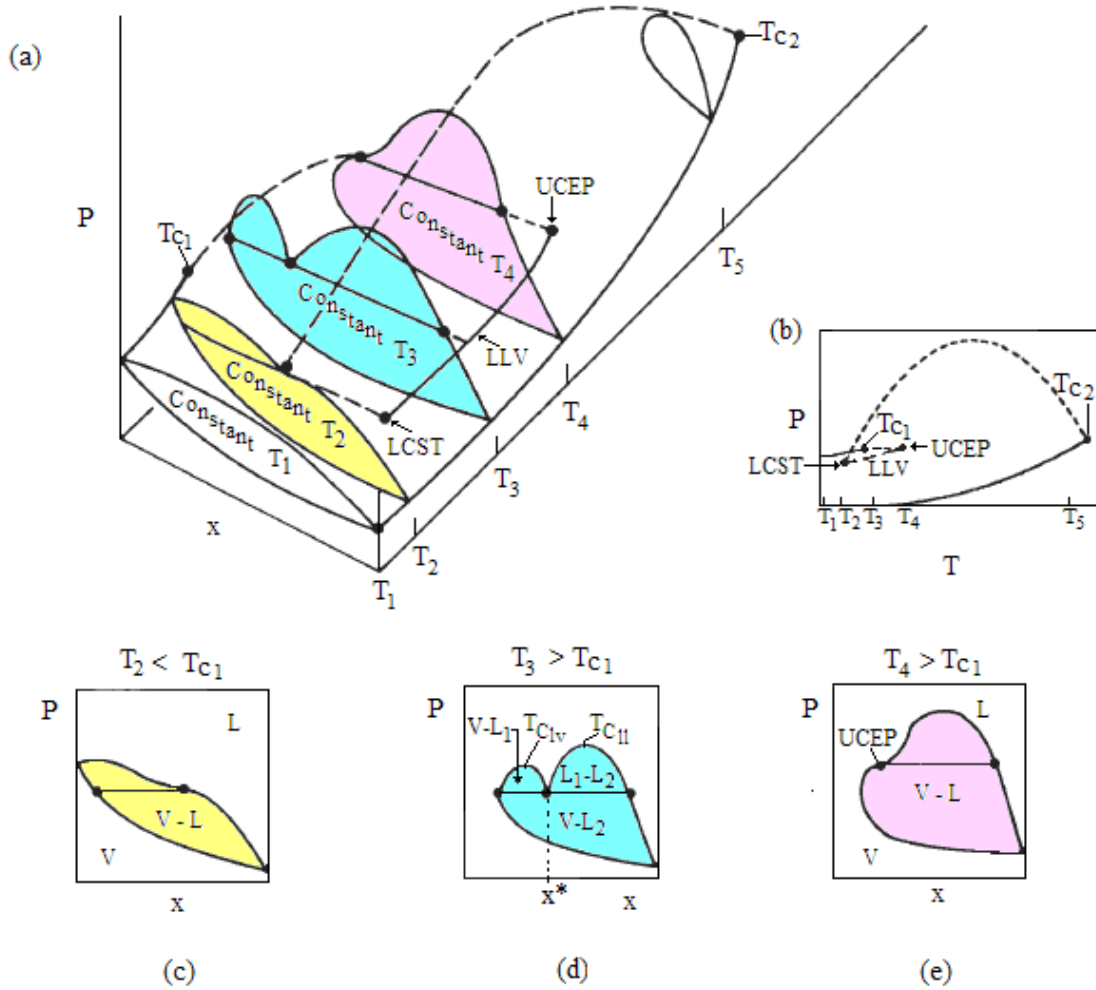 (a)
P
TC1
TC2
UCEP
Constant T4
Constant T3
LLV
Constant T2
LCST
Constant T1
x
T1
T2
T3
T4
T5
(b)
P
TC2
TC1
UCEP
LCST
LLV
T1 T2 T3 T4 T5
T
T2 < TC1
P
L
V - L
V
x
(c)
T3 > TC1
P
V-L1
TC1v
TC11
L1-L2
V-L2
x*
x
(d)
T4 > TC1
P
L
UCEP
V - L
V
x
(e)